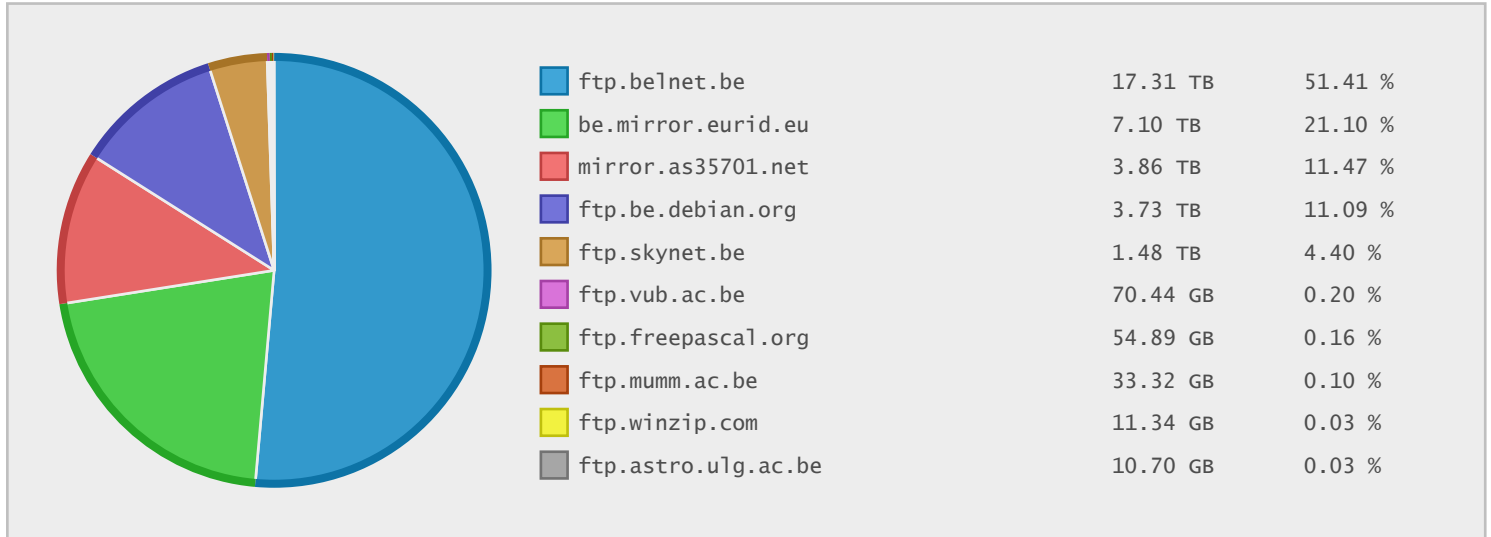 ftp.belnet.be 17.31 TB 51.41 %
be.mirror.eurid.eu 7.10 TB 21.10 %
mirror.as35701.net 3.86 TB 11.47 %
ftp.be.debian.org 3.73 TB 11.09 %
ftp.skynet.be 1.48 TB 4.40 %
ftp.vub.ac.be 70.44 GB 0.20 %
ftp.freepascal.org 54.89 GB 0.16 %
ftp.mumm.ac.be 33.32 GB 0.10 %
ftp.winzip.com 11.34 GB 0.03 %
ftp.astro.ulg.ac.be 10.70 GB 0.03 %